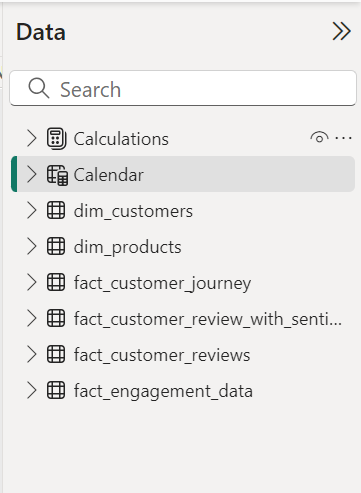 Data
Search
Calculations
Calendar
dim_customers
dim_products
fact_customer_journey
fact_customer_review_with_senti...
fact_customer_reviews
fact_engagement_data